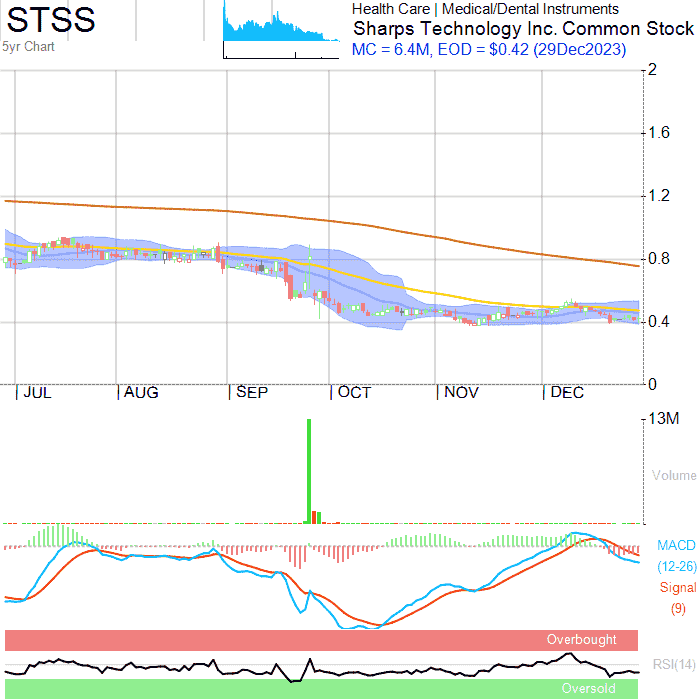 STSS
5yr Chart
Health Care | Medical/Dental Instruments
Sharps Technology Inc. Common Stock
MC = 6.4M, EOD = $0.42 (29Dec2023)
2
1.6
1.2
0.8
0.4
0
JUL AUG SEP OCT NOV DEC
13M
Volume
MACD
(12-26)
Signal
(9)
Overbought
RSI(14)
Oversold